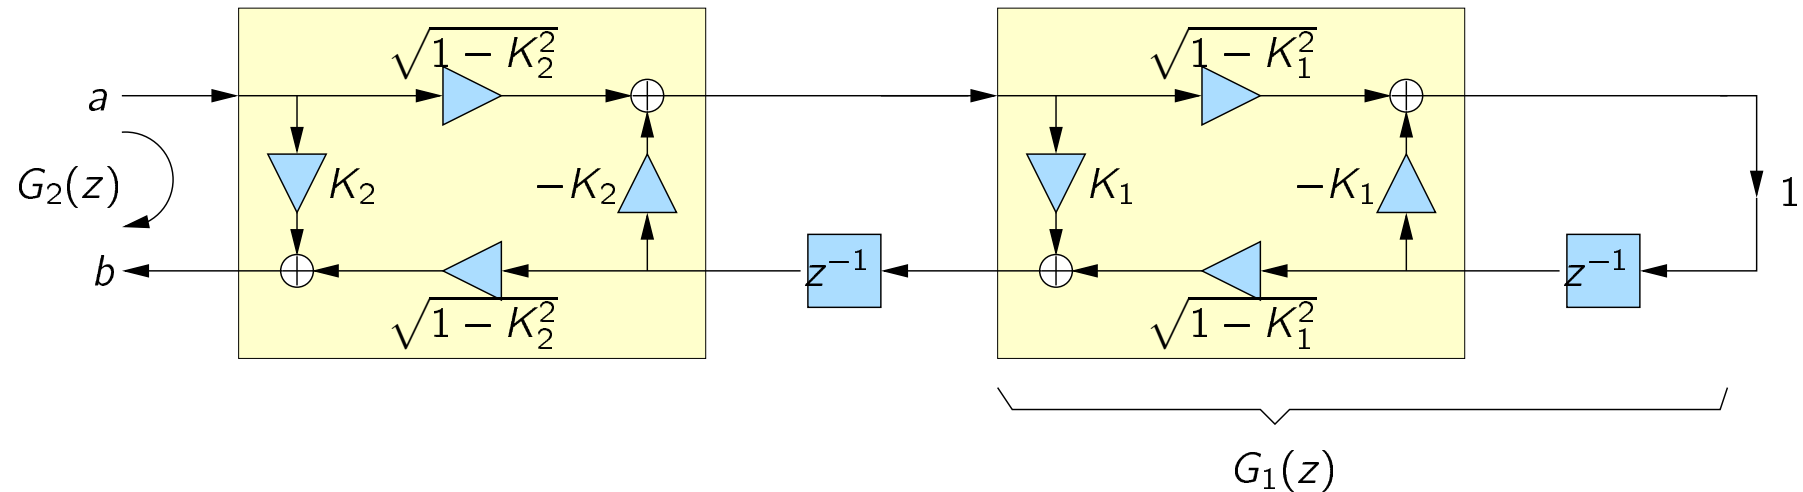 √1 − K₂² √1 − K₁²
a
G₂(z) K₂ −K₂ K₁ −K₁ 1
b z⁻¹ z⁻¹
√1 − K₂² √1 − K₁²
G₁(z)